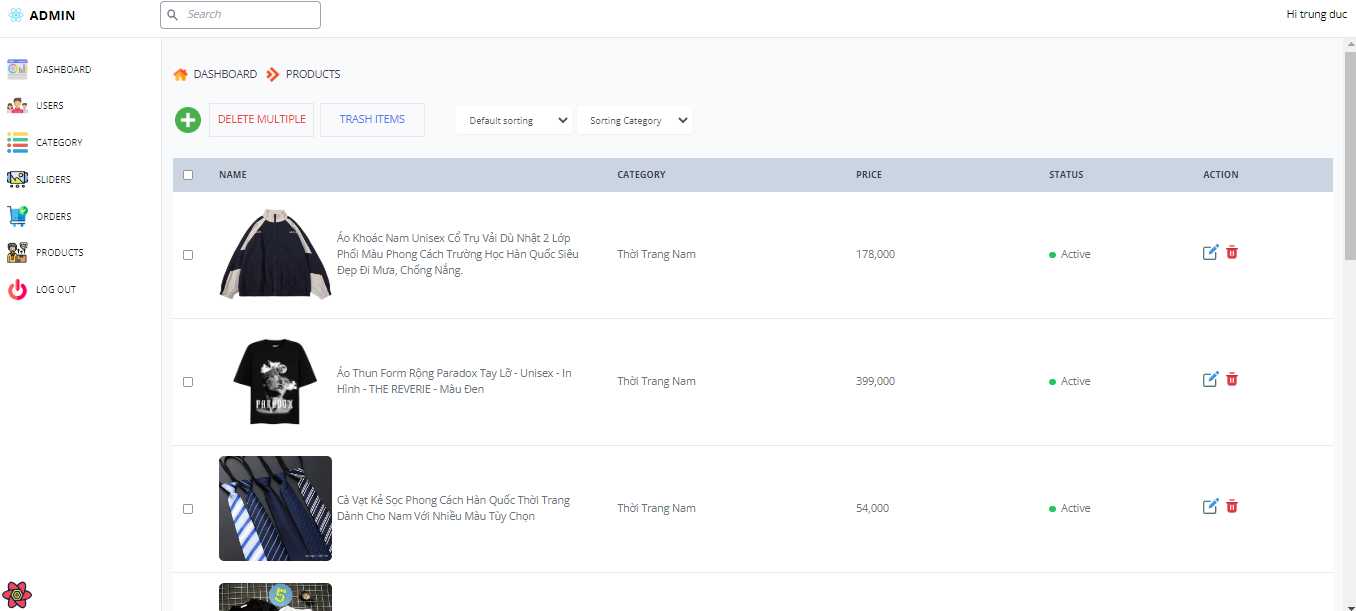 ADMIN
Search
Hi trung duc
DASHBOARD
USERS
CATEGORY
SLIDERS
ORDERS
PRODUCTS
LOG OUT
DASHBOARD PRODUCTS
DELETE MULTIPLE
TRASH ITEMS
Default sorting
Sorting Category
NAME CATEGORY PRICE STATUS ACTION
Áo Khoác Nam Unisex Cổ Trụ Vải Dù Nhật 2 Lớp
Phối Màu Phong Cách Trường Học Hàn Quốc Siêu
Đẹp Đi Mưa, Chống Nắng.
Thời Trang Nam
178,000
Active
PARADOX
Áo Thun Form Rộng Paradox Tay Lỡ - Unisex - In
Hình - THE REVERIE - Màu Đen
Thời Trang Nam
399,000
Active
Cà Vạt Kẻ Sọc Phong Cách Hàn Quốc Thời Trang
Dành Cho Nam Với Nhiều Màu Tùy Chọn
Thời Trang Nam
54,000
Active
5